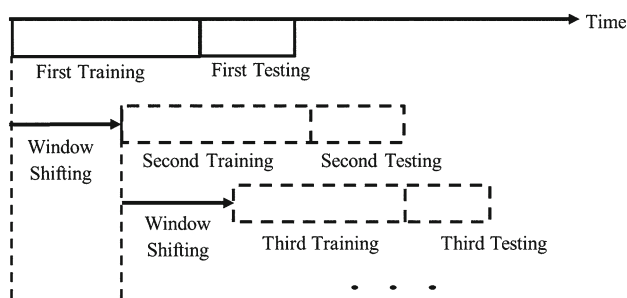 Time
First Training
First Testing
Window
Shifting
Second Training
Second Testing
Window
Shifting
Third Training
Third Testing
. . .